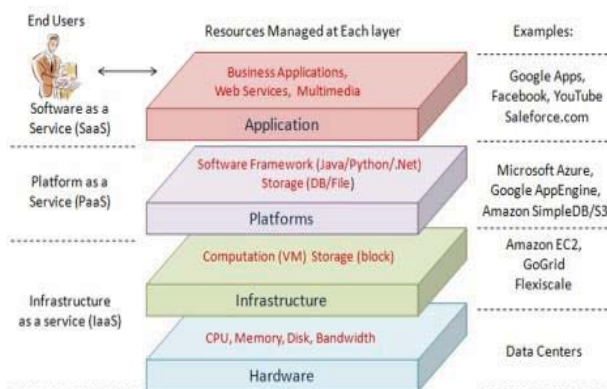 End Users
Resources Managed at Each layer
Examples:
Business Applications,
Web Services, Multimedia
Application
Software as a
Service (SaaS)
Google Apps,
Facebook, YouTube
Saleforce.com
Software Framework (Java/Python/.Net)
Storage (DB/File)
Platforms
Platform as a
Service (PaaS)
Microsoft Azure,
Google AppEngine,
Amazon SimpleDB/S3
Computation (VM) Storage (block)
Infrastructure
Amazon EC2,
GoGrid
Flexiscale
Infrastructure
as a service (IaaS)
CPU, Memory, Disk, Bandwidth
Hardware
Data Centers